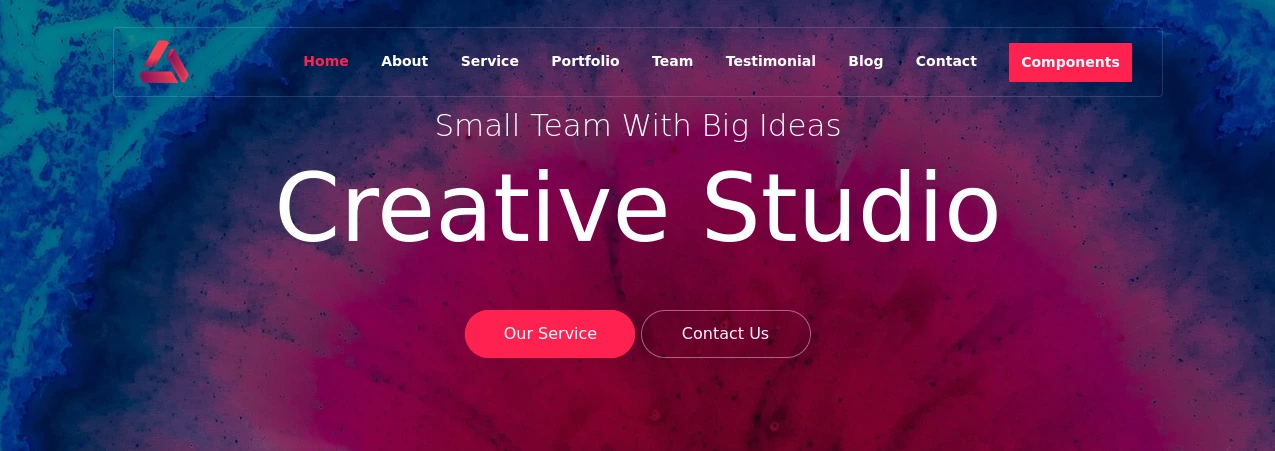 Home About Service Portfolio Team Testimonial Blog Contact Components
Small Team With Big Ideas
Creative Studio
Our Service Contact Us